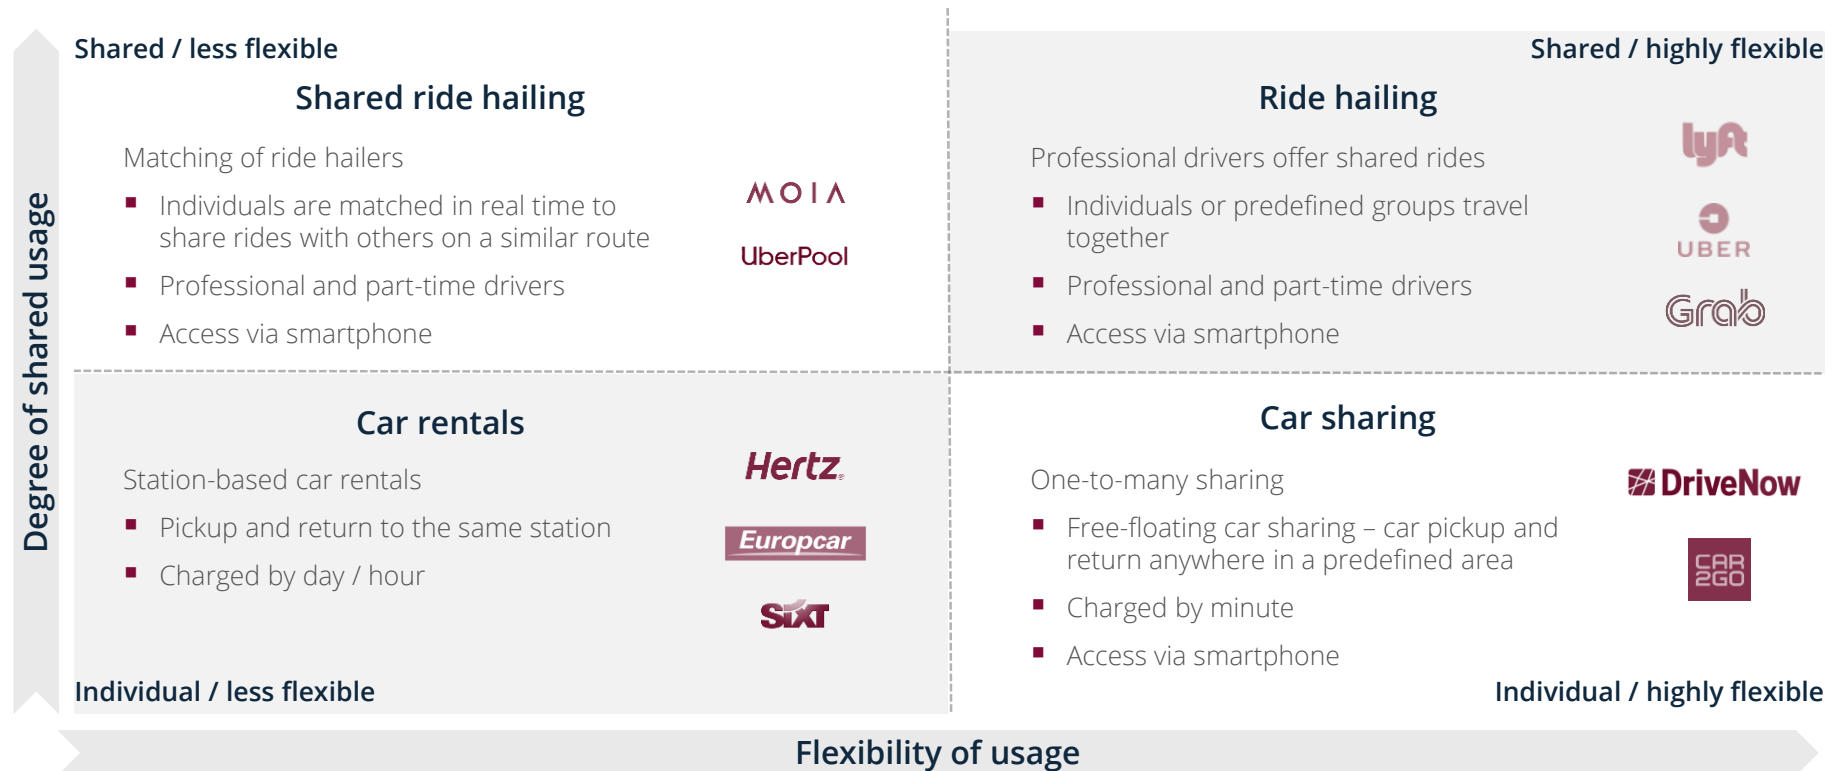 Degree of shared usage
Shared / less flexible
Shared ride hailing
Matching of ride hailers
Individuals are matched in real time to
share rides with others on a similar route
Professional and part-time drivers
Access via smartphone
MOIA
UberPool
Shared / highly flexible
Ride hailing
Professional drivers offer shared rides
Individuals or predefined groups travel
together
Professional and part-time drivers
Access via smartphone
lyft
UBER
Grab
Car rentals
Station-based car rentals
Pickup and return to the same station
Charged by day / hour
Hertz®
Europcar
SiXT
Individual / less flexible
Car sharing
One-to-many sharing
Free-floating car sharing – car pickup and
return anywhere in a predefined area
Charged by minute
Access via smartphone
DriveNow
CAR
2GO
Individual / highly flexible
Flexibility of usage